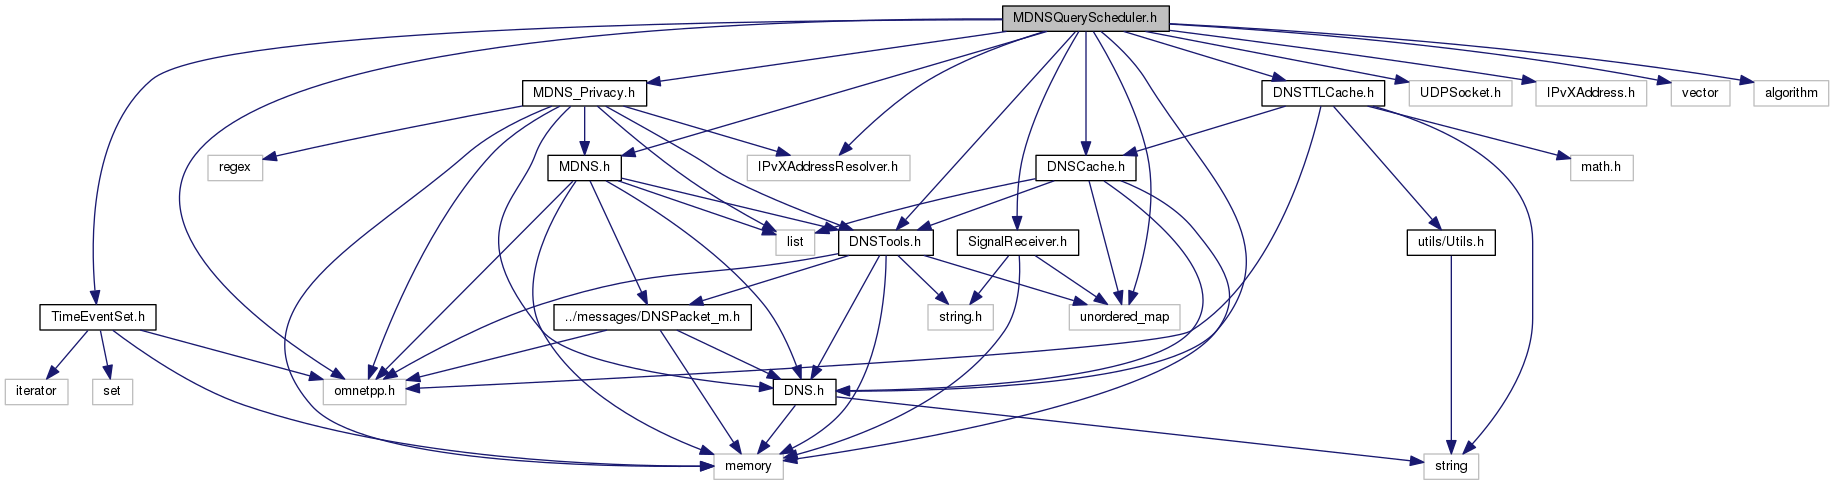 MDNSQueryScheduler.h
MDNS_Privacy.h
DNSTTLCache.h
UDPSocket.h
IPvXAddress.h
vector
algorithm
regex
MDNS.h
IPvXAddressResolver.h
DNSCache.h
math.h
list
DNSTools.h
SignalReceiver.h
utils/Utils.h
TimeEventSet.h
../messages/DNSPacket_m.h
string.h
unordered_map
iterator
set
omnetpp.h
DNS.h
memory
string